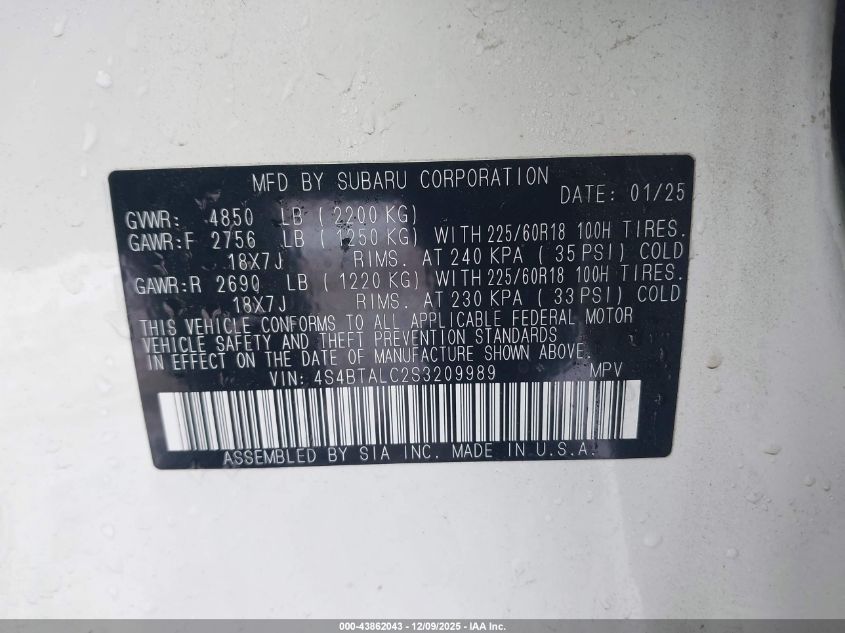 MFD BY SUBARU CORPORATION DATE: 01/25
GVWR: 4850 LB ( 2200 KG)
GAWR:F 2756 LB ( 1250 KG) WITH 225/60R18 100H TIRES.
18X7J RIMS. AT 240 KPA ( 35 PSI) COLD
GAWR:R 2690 LB ( 1220 KG) WITH 225/60R18 100H TIRES.
18X7J RIMS. AT 230 KPA ( 33 PSI) COLD
THIS VEHICLE CONFORMS TO ALL APPLICABLE FEDERAL MOTOR
VEHICLE SAFETY AND THEFT PREVENTION STANDARDS
IN EFFECT ON THE DATE OF MANUFACTURE SHOWN ABOVE.
VIN: 4S4BTALC2S3209989 MPV
ASSEMBLED BY SIA INC. MADE IN U.S.A.
000-43862043 — 12/09/2025 — IAA Inc.